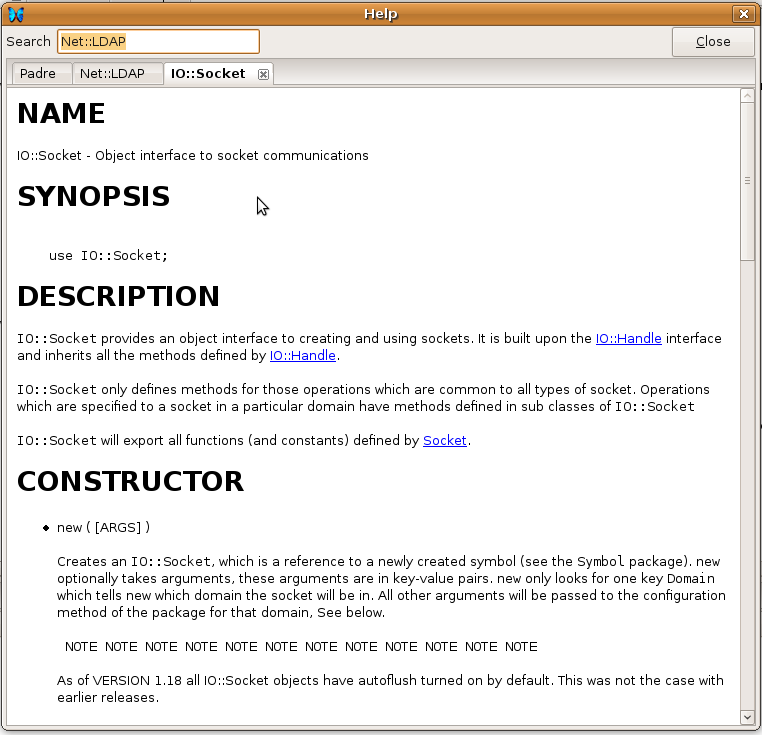 Help
Search Net::LDAP Close
Padre Net::LDAP IO::Socket
NAME
IO::Socket - Object interface to socket communications
SYNOPSIS
use IO::Socket;
DESCRIPTION
IO::Socket provides an object interface to creating and using sockets. It is built upon the IO::Handle interface
and inherits all the methods defined by IO::Handle.
IO::Socket only defines methods for those operations which are common to all types of socket. Operations
which are specified to a socket in a particular domain have methods defined in sub classes of IO::Socket
IO::Socket will export all functions (and constants) defined by Socket.
CONSTRUCTOR
new ( [ARGS] )
Creates an IO::Socket, which is a reference to a newly created symbol (see the Symbol package). new
optionally takes arguments, these arguments are in key-value pairs. new only looks for one key Domain
which tells new which domain the socket will be in. All other arguments will be passed to the configuration
method of the package for that domain, See below.
NOTE NOTE NOTE NOTE NOTE NOTE NOTE NOTE NOTE NOTE NOTE NOTE
As of VERSION 1.18 all IO::Socket objects have autoflush turned on by default. This was not the case with
earlier releases.